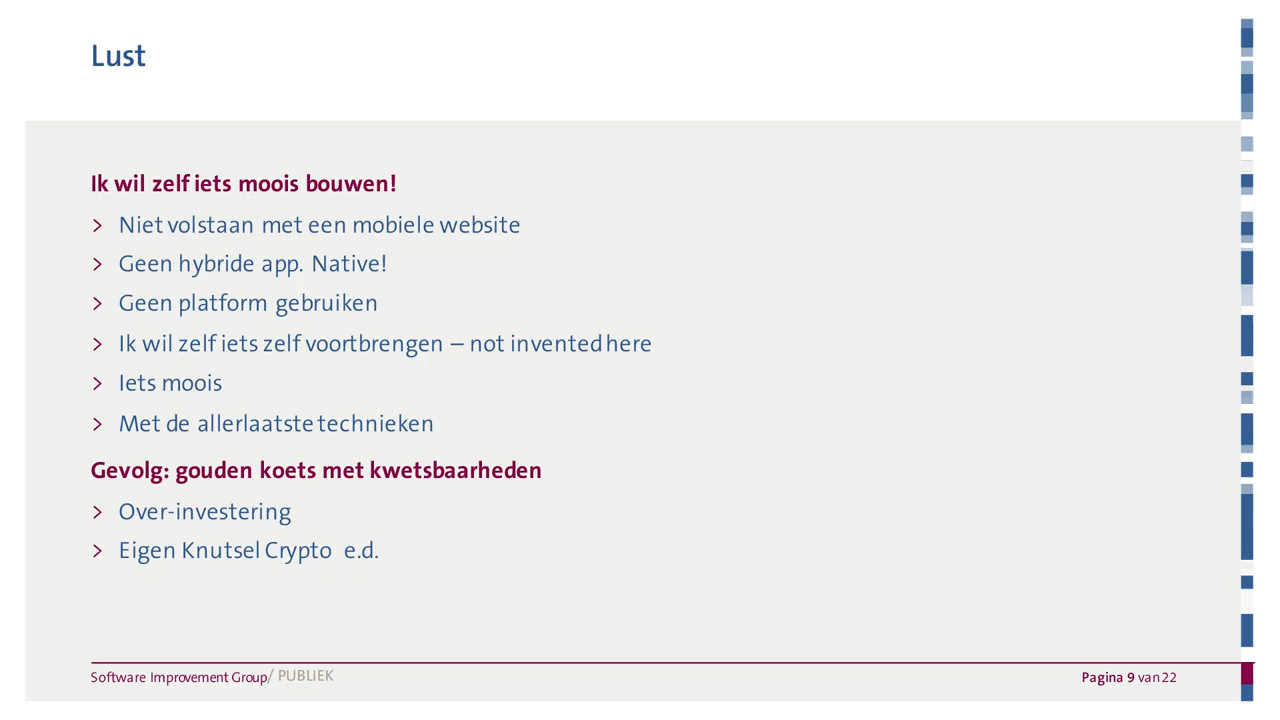 Lust
Ik wil zelf iets moois bouwen!
> Niet volstaan met een mobiele website
> Geen hybride app. Native!
> Geen platform gebruiken
> Ik wil zelf iets zelf voortbrengen – not invented here
> Iets moois
> Met de allerlaatste technieken
Gevolg: gouden koets met kwetsbaarheden
> Over-investering
> Eigen Knutsel Crypto e.d.
Software Improvement Group/ PUBLIEK
Pagina 9 van 22